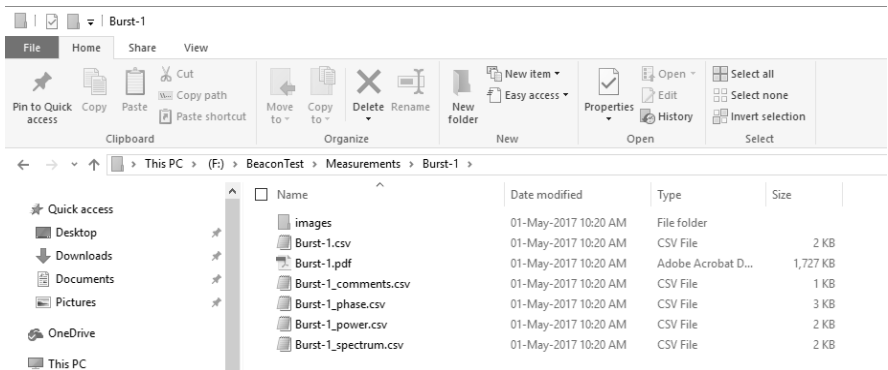 Burst-1
File Home Share View
Pin to Quick access
Copy
Paste
Cut
Copy path
Paste shortcut
Move to
Copy to
Delete
Rename
New folder
New item
Easy access
Properties
Open
Edit
History
Select all
Select none
Invert selection
Clipboard Organize New Open Select
This PC > (F:) > BeaconTest > Measurements > Burst-1 >
Name Date modified Type Size
Quick access
Desktop
Downloads
Documents
Pictures
OneDrive
This PC
images 01-May-2017 10:20 AM File folder
Burst-1.csv 01-May-2017 10:20 AM CSV File 2 KB
Burst-1.pdf 01-May-2017 10:20 AM Adobe Acrobat D... 1,727 KB
Burst-1_comments.csv 01-May-2017 10:20 AM CSV File 1 KB
Burst-1_phase.csv 01-May-2017 10:20 AM CSV File 3 KB
Burst-1_power.csv 01-May-2017 10:20 AM CSV File 2 KB
Burst-1_spectrum.csv 01-May-2017 10:20 AM CSV File 2 KB